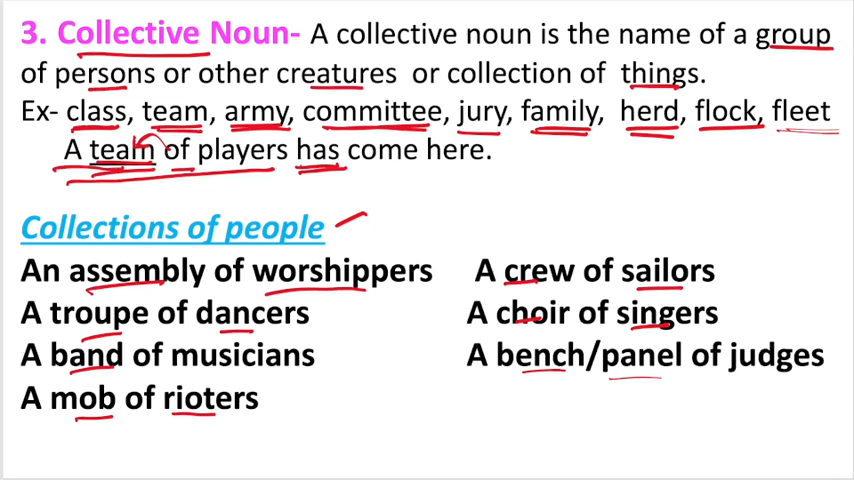 3. Collective Noun- A collective noun is the name of a group
of persons or other creatures or collection of things.
Ex- class, team, army, committee, jury, family, herd, flock, fleet
A team of players has come here.
Collections of people
An assembly of worshippers
A troupe of dancers
A band of musicians
A mob of rioters
A crew of sailors
A choir of singers
A bench/panel of judges